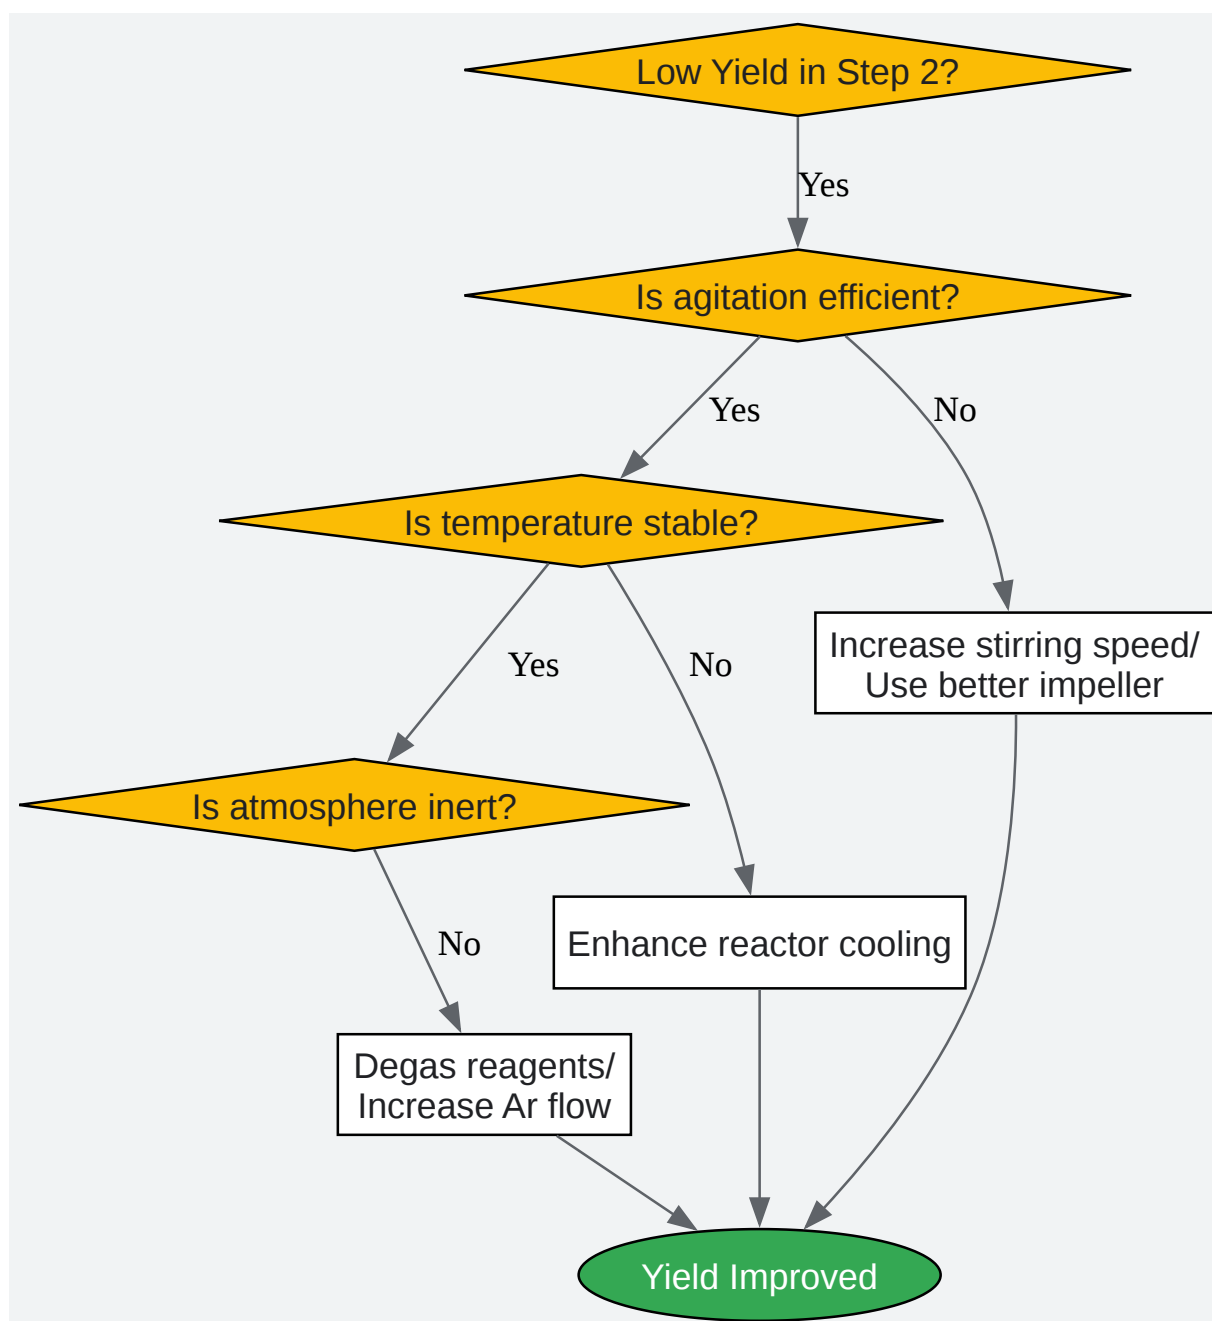 Low Yield in Step 2?
Yes
Is agitation efficient?
Yes
No
Is temperature stable?
Increase stirring speed/
Use better impeller
Yes
No
Is atmosphere inert?
No
Enhance reactor cooling
Degas reagents/
Increase Ar flow
Yield Improved